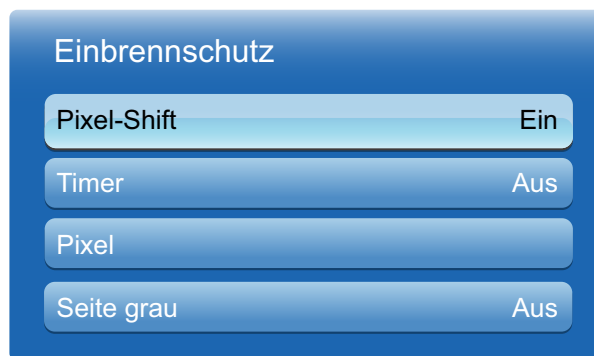 Einbrennschutz
Pixel-Shift Ein
Timer Aus
Pixel
Seite grau Aus